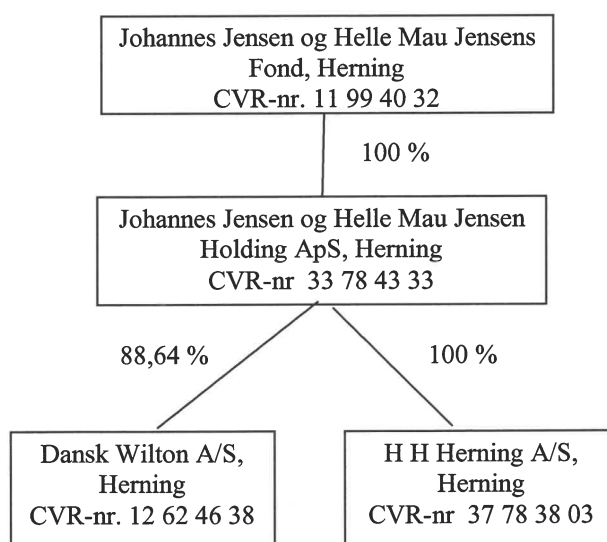 Johannes Jensen og Helle Mau Jensens
Fond, Herning
CVR-nr. 11 99 40 32
100 %
Johannes Jensen og Helle Mau Jensen
Holding ApS, Herning
CVR-nr 33 78 43 33
88,64 %
100 %
Dansk Wilton A/S,
Herning
CVR-nr. 12 62 46 38
H H Herning A/S,
Herning
CVR-nr 37 78 38 03